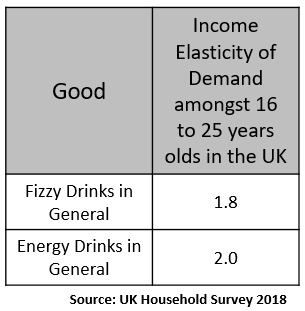 Good
Income
Elasticity of
Demand
amongst 16
to 25 years
olds in the UK
Fizzy Drinks in
General
1.8
Energy Drinks in
General
2.0
Source: UK Household Survey 2018